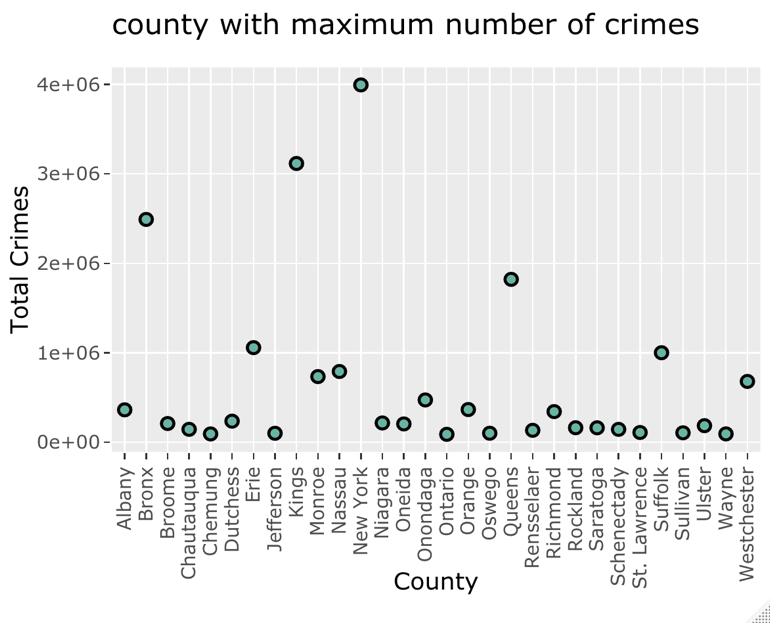 county with maximum number of crimes
4e+06
3e+06
2e+06
1e+06
0e+00
Total Crimes
Albany
Bronx
Broome
Chautauqua
Chemung
Dutchess
Erie
Jefferson
Kings
Monroe
Nassau
New York
Niagara
Oneida
Onondaga
Ontario
Orange
Oswego
Queens
Rensselaer
Richmond
Rockland
Saratoga
Schenectady
St. Lawrence
Suffolk
Sullivan
Ulster
Wayne
Westchester
County